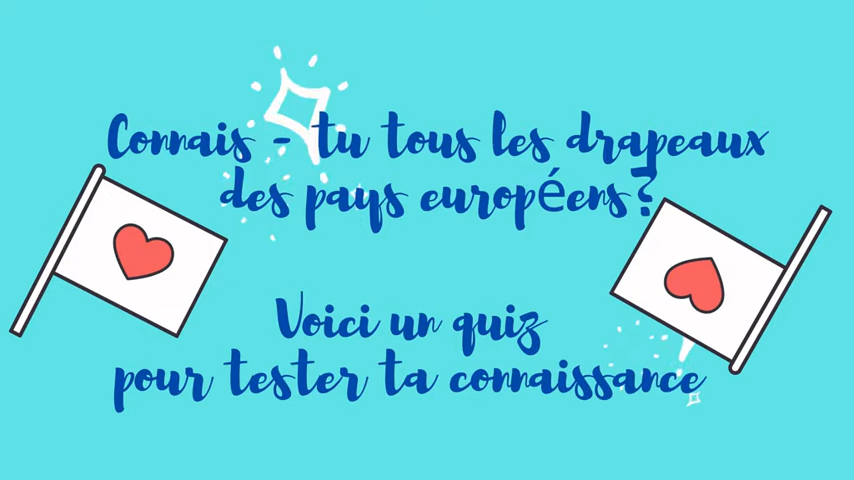 Connais - tu tous les drapeaux
des pays européens?
Voici un quiz
pour tester ta connaissance